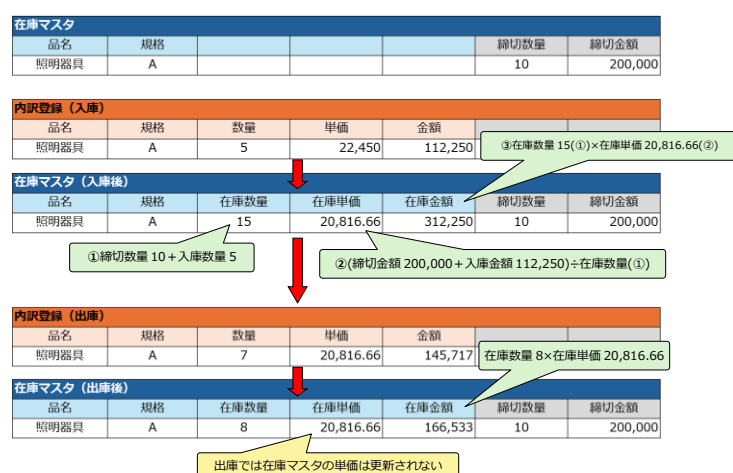 在庫マスタ
品名 規格 締切数量 締切金額
照明器具 A 10 200,000
内訳登録（入庫）
品名 規格 数量 単価 金額
照明器具 A 5 22,450 112,250
③在庫数量 15(①)×在庫単価 20,816.66(②)
在庫マスタ（入庫後）
品名 規格 在庫数量 在庫単価 在庫金額 締切数量 締切金額
照明器具 A 15 20,816.66 312,250 10 200,000
①締切数量 10＋入庫数量 5
②(締切金額 200,000＋入庫金額 112,250)÷在庫数量(①)
内訳登録（出庫）
品名 規格 数量 単価 金額
照明器具 A 7 20,816.66 145,717
在庫数量 8×在庫単価 20,816.66
在庫マスタ（出庫後）
品名 規格 在庫数量 在庫単価 在庫金額 締切数量 締切金額
照明器具 A 8 20,816.66 166,533 10 200,000
出庫では在庫マスタの単価は更新されない